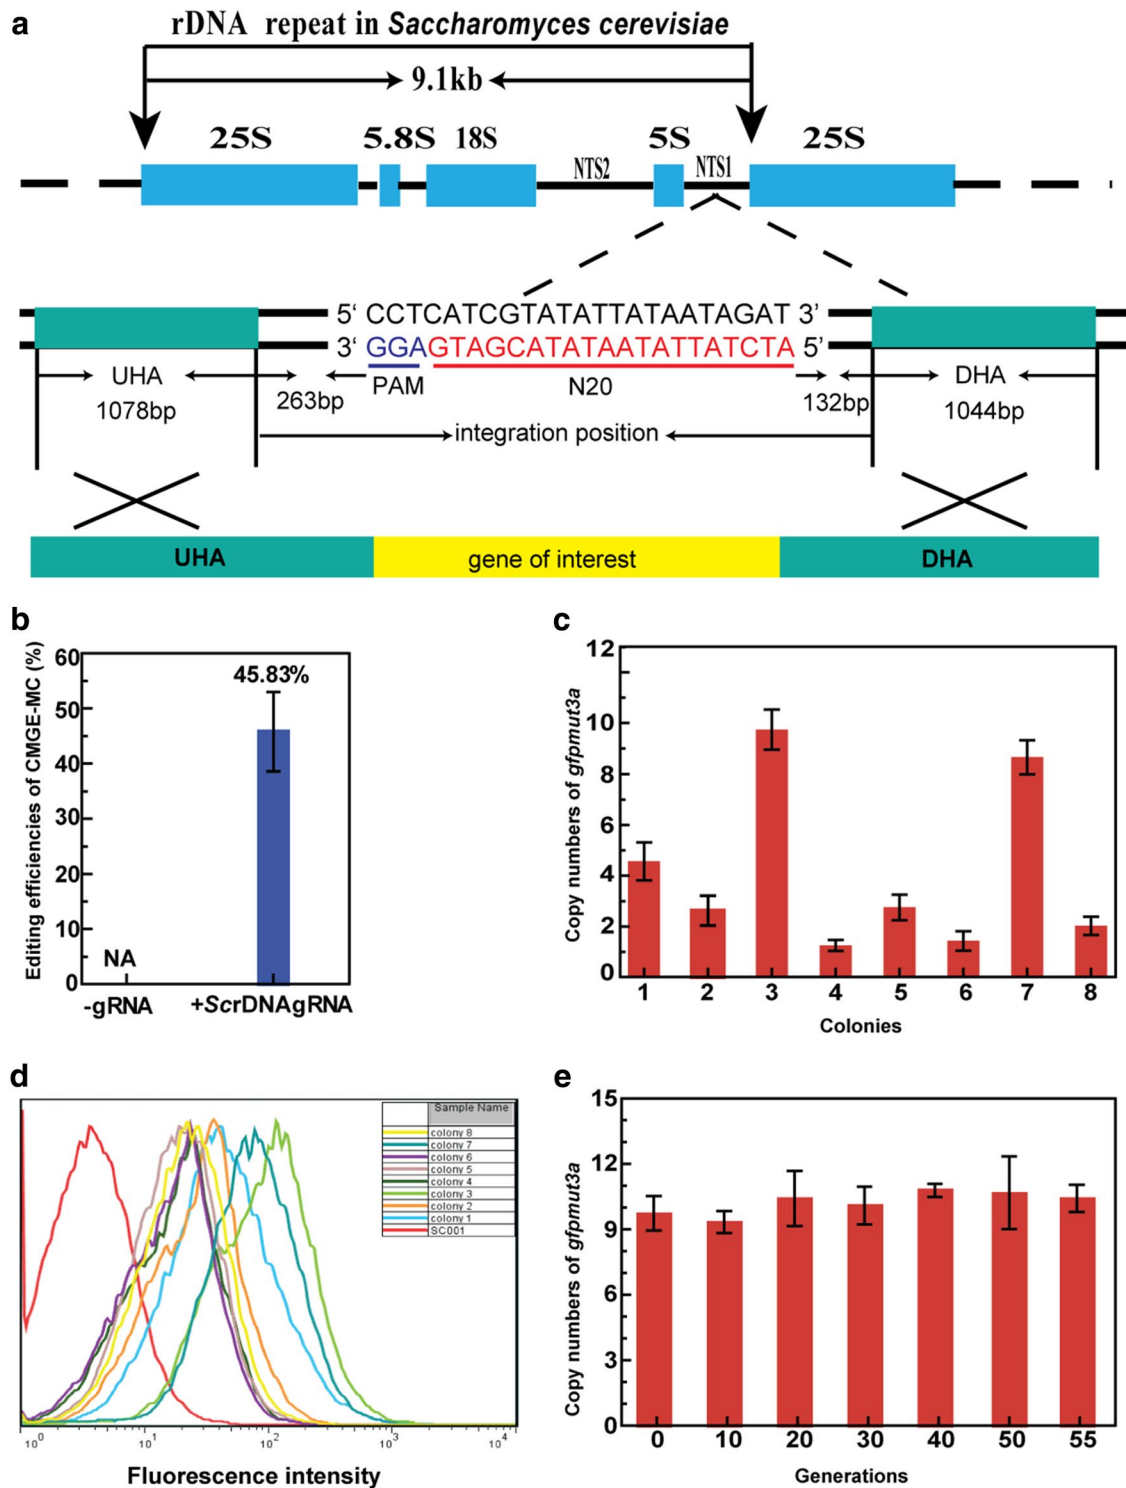 a
rDNA repeat in Saccharomyces cerevisiae
9.1kb
25S 5.8S 18S NTS2 5S NTS1 25S
5‘ CCTCATCGTATATTATAATAGAT 3’
3‘ GGAGTAGCATATAATATTATCTA 5’
UHA PAM N20 DHA
1078bp 263bp 132bp 1044bp
integration position
UHA gene of interest DHA
b
Editing efficiencies of CMGE-MC (%)
60
50
40
30
20
10
0
45.83%
NA
-gRNA +ScrDNAgRNA
c
Copy numbers of gfpmut3a
12
10
8
6
4
2
0
1 2 3 4 5 6 7 8
Colonies
d
Sample Name
colony 8
colony 7
colony 6
colony 5
colony 4
colony 3
colony 2
colony 1
SC001
10⁰ 10¹ 10² 10³ 10⁴
Fluorescence intensity
e
Copy numbers of gfpmut3a
15
12
9
6
3
0
0 10 20 30 40 50 55
Generations